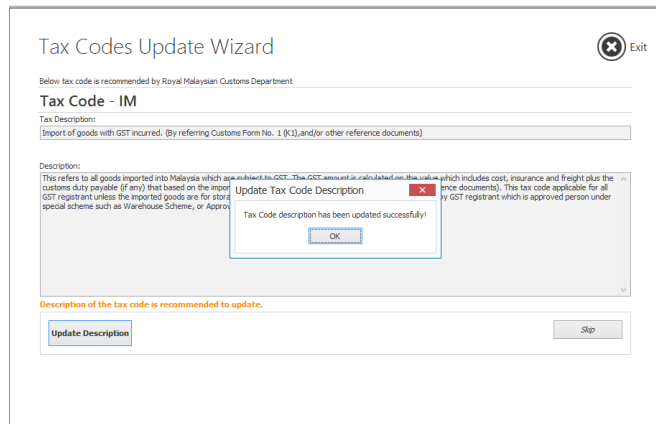 Tax Codes Update Wizard
Exit
Below tax code is recommended by Royal Malaysian Customs Department
Tax Code - IM
Tax Description:
Import of goods with GST incurred. (By referring Customs Form No. 1 (K1),and/or other reference documents)
Description:
This refers to all goods imported into Malaysia which are subject to GST. The GST amount is calculated on the value which includes cost, insurance and freight plus the
customs duty payable (if any) that based on the impor ence documents). This tax code applicable for all
GST registrant unless the imported goods are for stora by GST registrant which is approved person under
special scheme such as Warehouse Scheme, or Approv
Update Tax Code Description
Tax Code description has been updated successfully!
OK
Description of the tax code is recommended to update.
Update Description
Skip